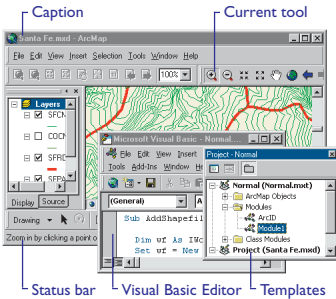 Caption
Current tool
Santa Fe.mxd - ArcMap
File Edit View Insert Selection Tools Window Help
100%
Layers
SFCN
COCN
SFRD
SFPA
Display Source
Drawing
Zoom in by clicking a point o
Microsoft Visual Basic - Normal...
File Edit View Insert
Tools Add-Ins Window Help
(General)
Sub AddShapefil
Dim wf As IWo
Set wf = New
Project - Normal
Normal (Normal.mxt)
ArcMap Objects
Modules
ArcID
Module1
Class Modules
Project (Santa Fe.mxd)
Status bar
Visual Basic Editor
Templates